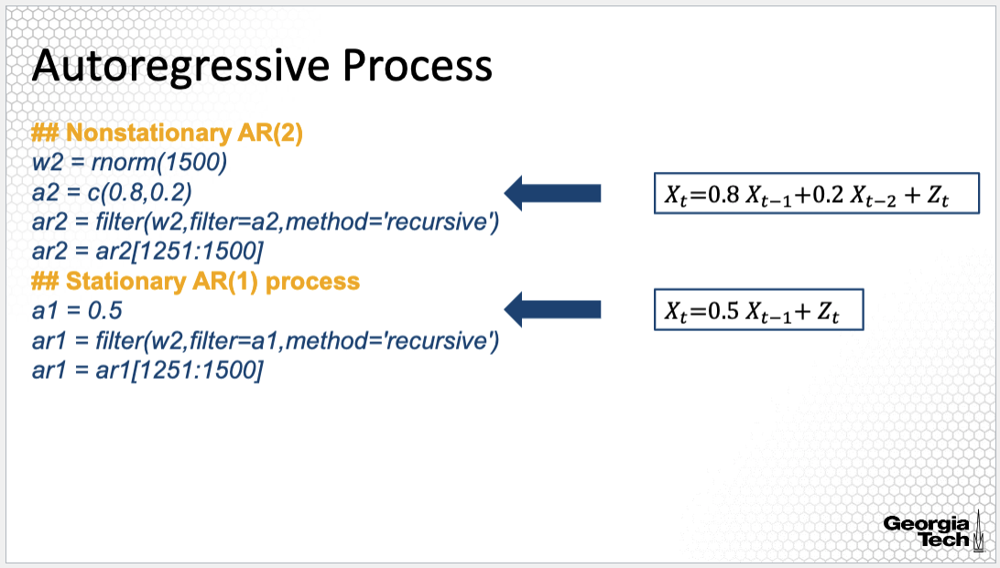 Autoregressive Process
## Nonstationary AR(2)
w2 = rnorm(1500)
a2 = c(0.8,0.2)
X_t=0.8 X_{t−1}+0.2 X_{t−2} + Z_t
ar2 = filter(w2,filter=a2,method='recursive')
ar2 = ar2[1251:1500]
## Stationary AR(1) process
a1 = 0.5
X_t=0.5 X_{t−1}+ Z_t
ar1 = filter(w2,filter=a1,method='recursive')
ar1 = ar1[1251:1500]
Georgia
Tech